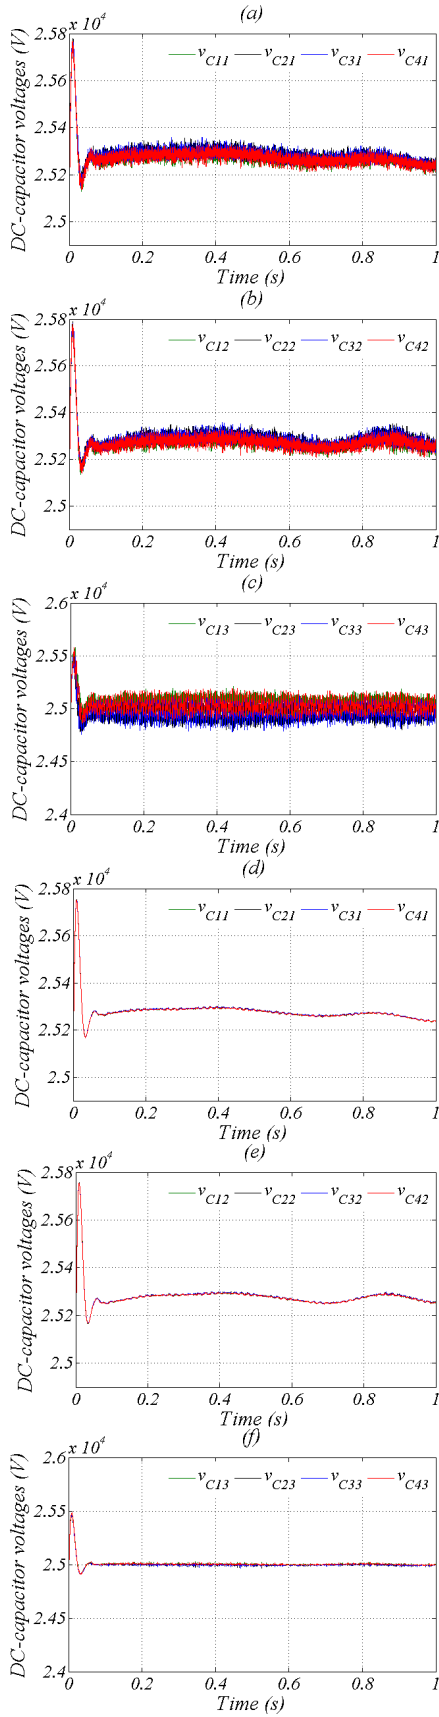 (a)
x 10^4
DC-capacitor voltages (V)
2.58
2.56
2.54
2.52
2.5
v_C11 v_C21 v_C31 v_C41
0 0.2 0.4 0.6 0.8 1
Time (s)
(b)
x 10^4
DC-capacitor voltages (V)
2.58
2.56
2.54
2.52
2.5
v_C12 v_C22 v_C32 v_C42
0 0.2 0.4 0.6 0.8 1
Time (s)
(c)
x 10^4
DC-capacitor voltages (V)
2.6
2.55
2.5
2.45
2.4
v_C13 v_C23 v_C33 v_C43
0 0.2 0.4 0.6 0.8 1
Time (s)
(d)
x 10^4
DC-capacitor voltages (V)
2.58
2.56
2.54
2.52
2.5
v_C11 v_C21 v_C31 v_C41
0 0.2 0.4 0.6 0.8 1
Time (s)
(e)
x 10^4
DC-capacitor voltages (V)
2.58
2.56
2.54
2.52
2.5
v_C12 v_C22 v_C32 v_C42
0 0.2 0.4 0.6 0.8 1
Time (s)
(f)
x 10^4
DC-capacitor voltages (V)
2.6
2.55
2.5
2.45
2.4
v_C13 v_C23 v_C33 v_C43
0 0.2 0.4 0.6 0.8 1
Time (s)